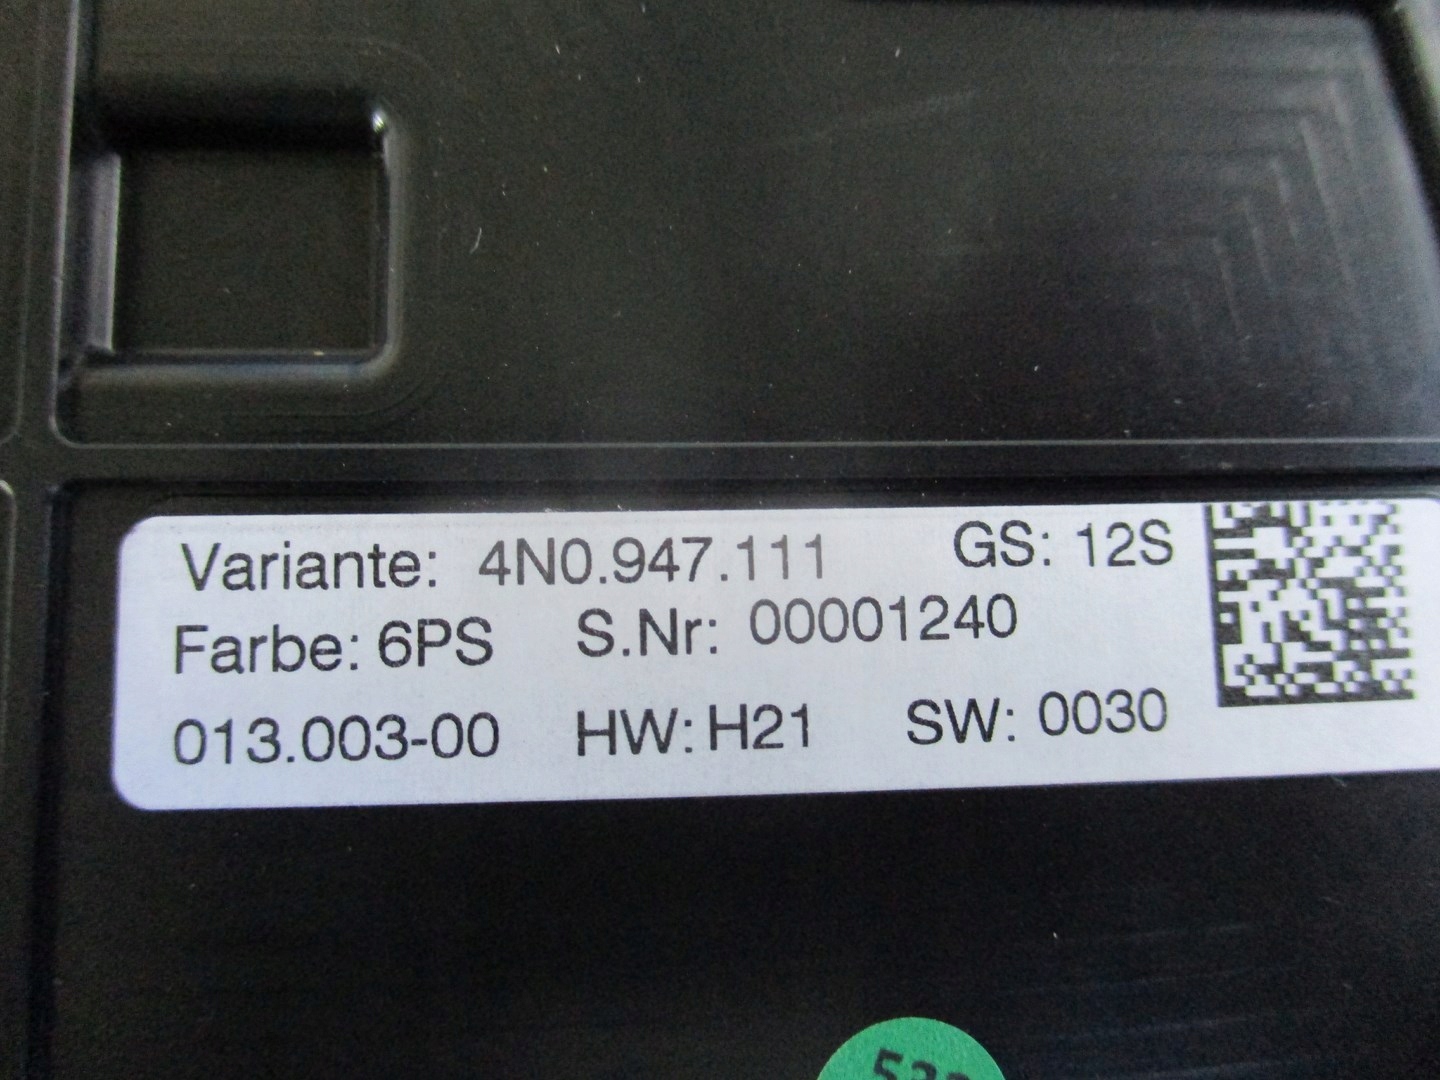 Variante: 4N0.947.111 GS: 12S
Farbe: 6PS S.Nr: 00001240
013.003-00 HW: H21 SW: 0030